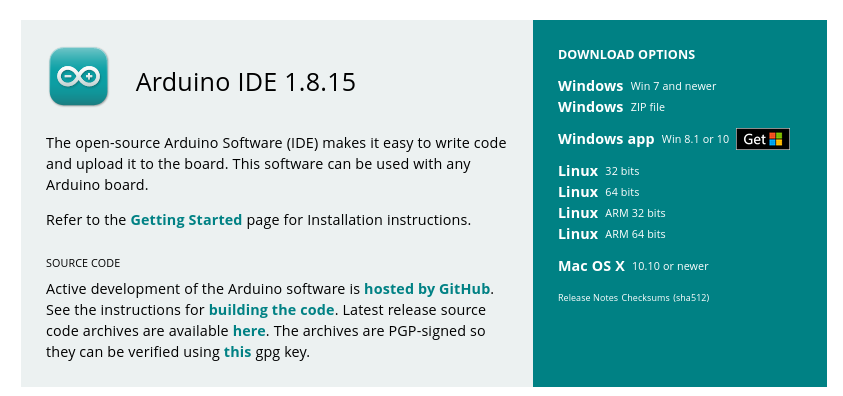 Arduino IDE 1.8.15
The open-source Arduino Software (IDE) makes it easy to write code
and upload it to the board. This software can be used with any
Arduino board.
Refer to the Getting Started page for Installation instructions.
SOURCE CODE
Active development of the Arduino software is hosted by GitHub.
See the instructions for building the code. Latest release source
code archives are available here. The archives are PGP-signed so
they can be verified using this gpg key.
DOWNLOAD OPTIONS
Windows Win 7 and newer
Windows ZIP file
Windows app Win 8.1 or 10 Get
Linux 32 bits
Linux 64 bits
Linux ARM 32 bits
Linux ARM 64 bits
Mac OS X 10.10 or newer
Release Notes Checksums (sha512)